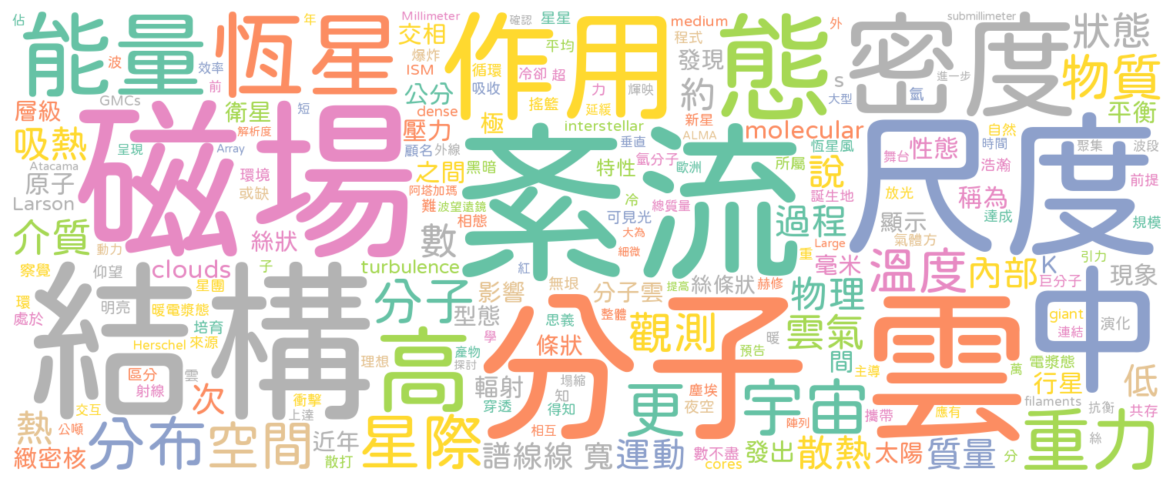 佔 年 Millimeter 交相 確認 星星 medium 外 submillimeter
能量 恆星 波 效率 爆炸 作用 平均 程式 態 密度 狀態
前 ISM 循環 冷卻 超 發現 進一步 物質
GMCs 短 吸收 力 輝映 約 s 氬 大型
層級 衛星 公分 搖籃 延緩 平衡
吸熱 解析度 dense 極 新星 ALMA 自然 聚集 波段
磁場 壓力 interstellar molecular 恆星風 性態 時間
呈現 Array 顧名 外線 紊流 垂直 尺度 舞台 浩瀚 前提
Atacama 環境 之間 黑暗 氫分子 特性 歐洲 所屬 說
原子 或缺 阿塔加瑪 冷 總質量 誕生地 放光 稱為 達成 規模
Larson 難 波望遠鏡 可見光 過程 顯示
介質 動力 絲狀 相態 數 大為 細微 Large 氣體方 引力
察覺 仰望 clouds 子 turbulence 紅 提高 赫修 重 毫米 溫度 內部 K 現象
環 星團 無垠 絲條狀 巨分子
處於 明亮 暖電漿態 分子 影響 分子雲 物理 giant 演化
結構 培育 型態 思義 整體 觀測 暖 雲氣 連結 中
Herschel 來源 學 條狀 預告 間 電漿態 萬
區分 雲 理想 產物 高 塌縮 主導 行星 低
射線 探討 輻射 知 塵埃 更 宇宙 filaments 共存
次 衝擊 穿透 得知 夜空 陣列 攜帶 應有 抗衡
熱 交互 上達 相互 絲
公噸 分布 空間 近年 星際 譜線線 寬 運動 數不盡 發出 散熱 太陽 質量 分 重力
緻密核 散打 cores